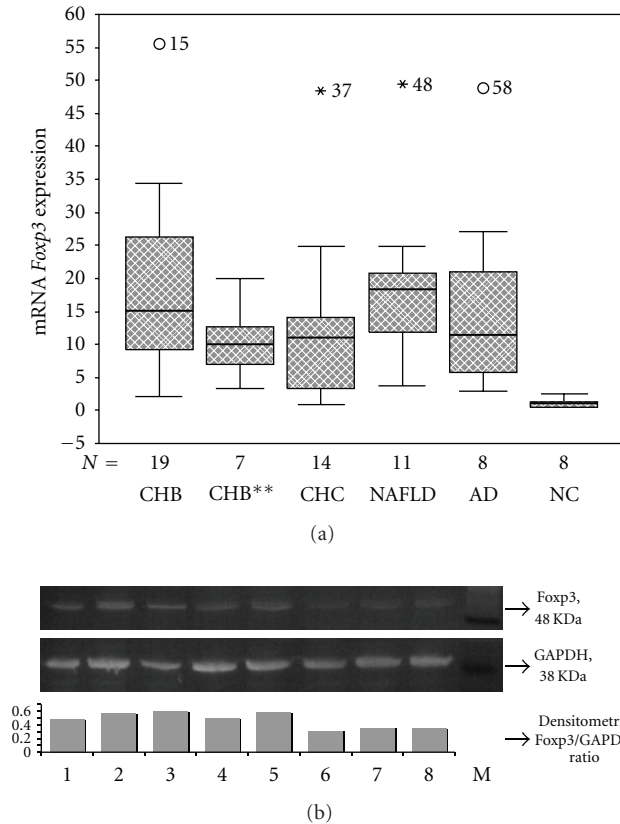 60
55
50
45
40
35
30
25
20
15
10
5
0
−5
mRNA Foxp3 expression
15
37
48
58
N = 19 7 14 11 8 8
CHB CHB** CHC NAFLD AD NC
(a)
Foxp3,
48 KDa
GAPDH,
38 KDa
0.6
0.4
0.2
0
Densitometri
Foxp3/GAPD
ratio
1 2 3 4 5 6 7 8 M
(b)